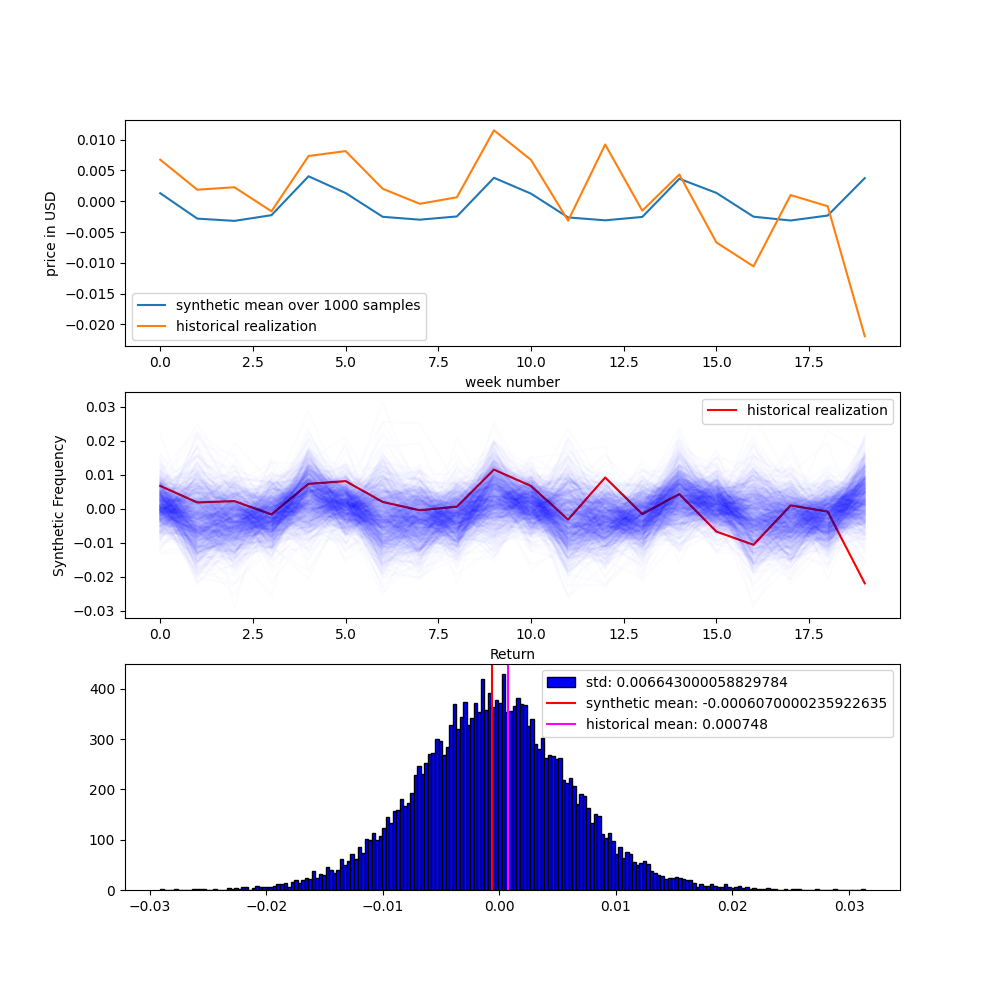 0.010
0.005
0.000
−0.005
−0.010
−0.015
−0.020
price in USD
synthetic mean over 1000 samples
historical realization
0.0 2.5 5.0 7.5 10.0 12.5 15.0 17.5
week number
0.03
0.02
0.01
0.00
−0.01
−0.02
−0.03
Synthetic Frequency
historical realization
0.0 2.5 5.0 7.5 10.0 12.5 15.0 17.5
Return
400
300
200
100
0
std: 0.006643000058829784
synthetic mean: -0.0006070000235922635
historical mean: 0.000748
−0.03 −0.02 −0.01 0.00 0.01 0.02 0.03